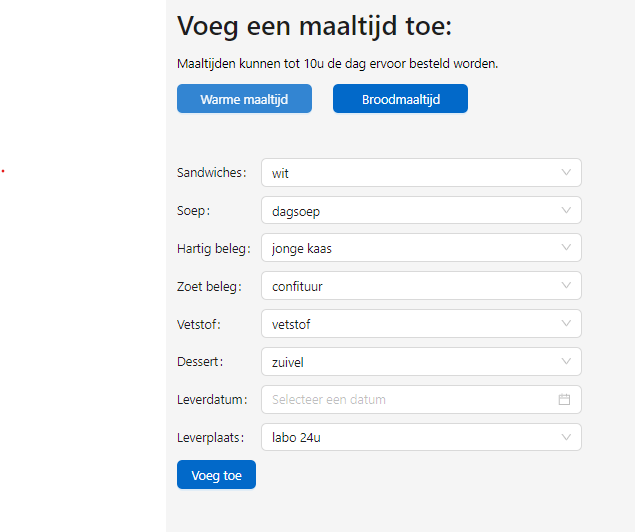 Voeg een maaltijd toe:
Maaltijden kunnen tot 10u de dag ervoor besteld worden.
Warme maaltijd Broodmaaltijd
Sandwiches: wit
Soep: dagsoep
Hartig beleg: jonge kaas
Zoet beleg: confituur
Vetstof: vetstof
Dessert: zuivel
Leverdatum: Selecteer een datum
Leverplaats: labo 24u
Voeg toe